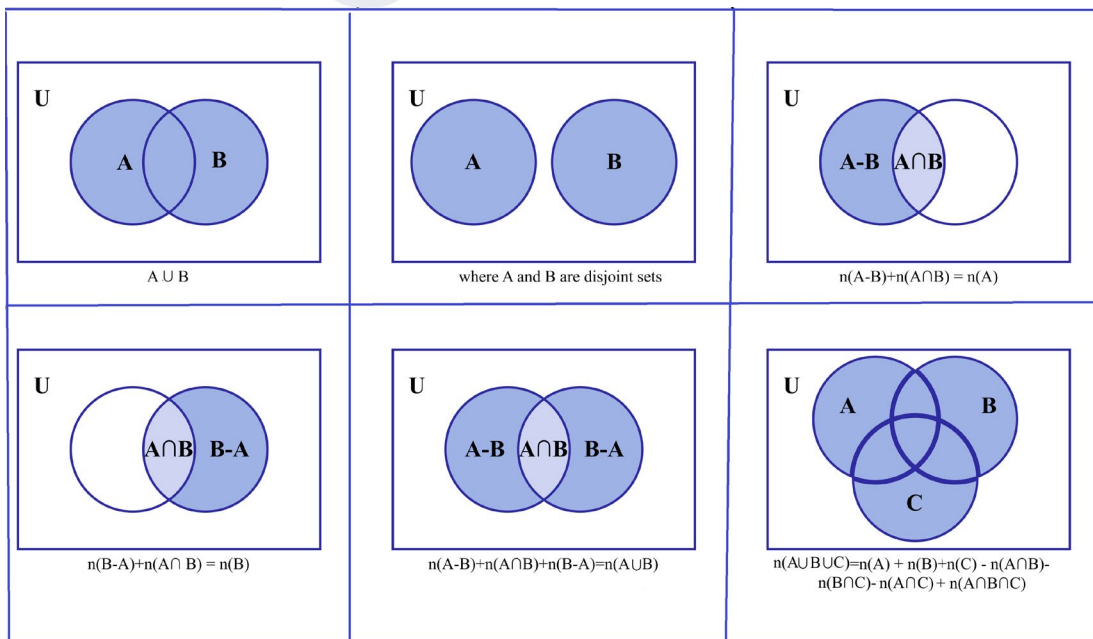 U
A
B
A∪B
U
A
B
where A and B are disjoint sets
U
A-B
A∩B
n(A-B)+n(A∩B) = n(A)
U
A∩B
B-A
n(B-A)+n(A∩ B) = n(B)
U
A-B
A∩B
B-A
n(A-B)+n(A∩B)+n(B-A)=n(A∪B)
U
A
B
C
n(A∪B∪C)=n(A) + n(B)+n(C) - n(A∩B)-
n(B∩C)- n(A∩C) + n(A∩B∩C)